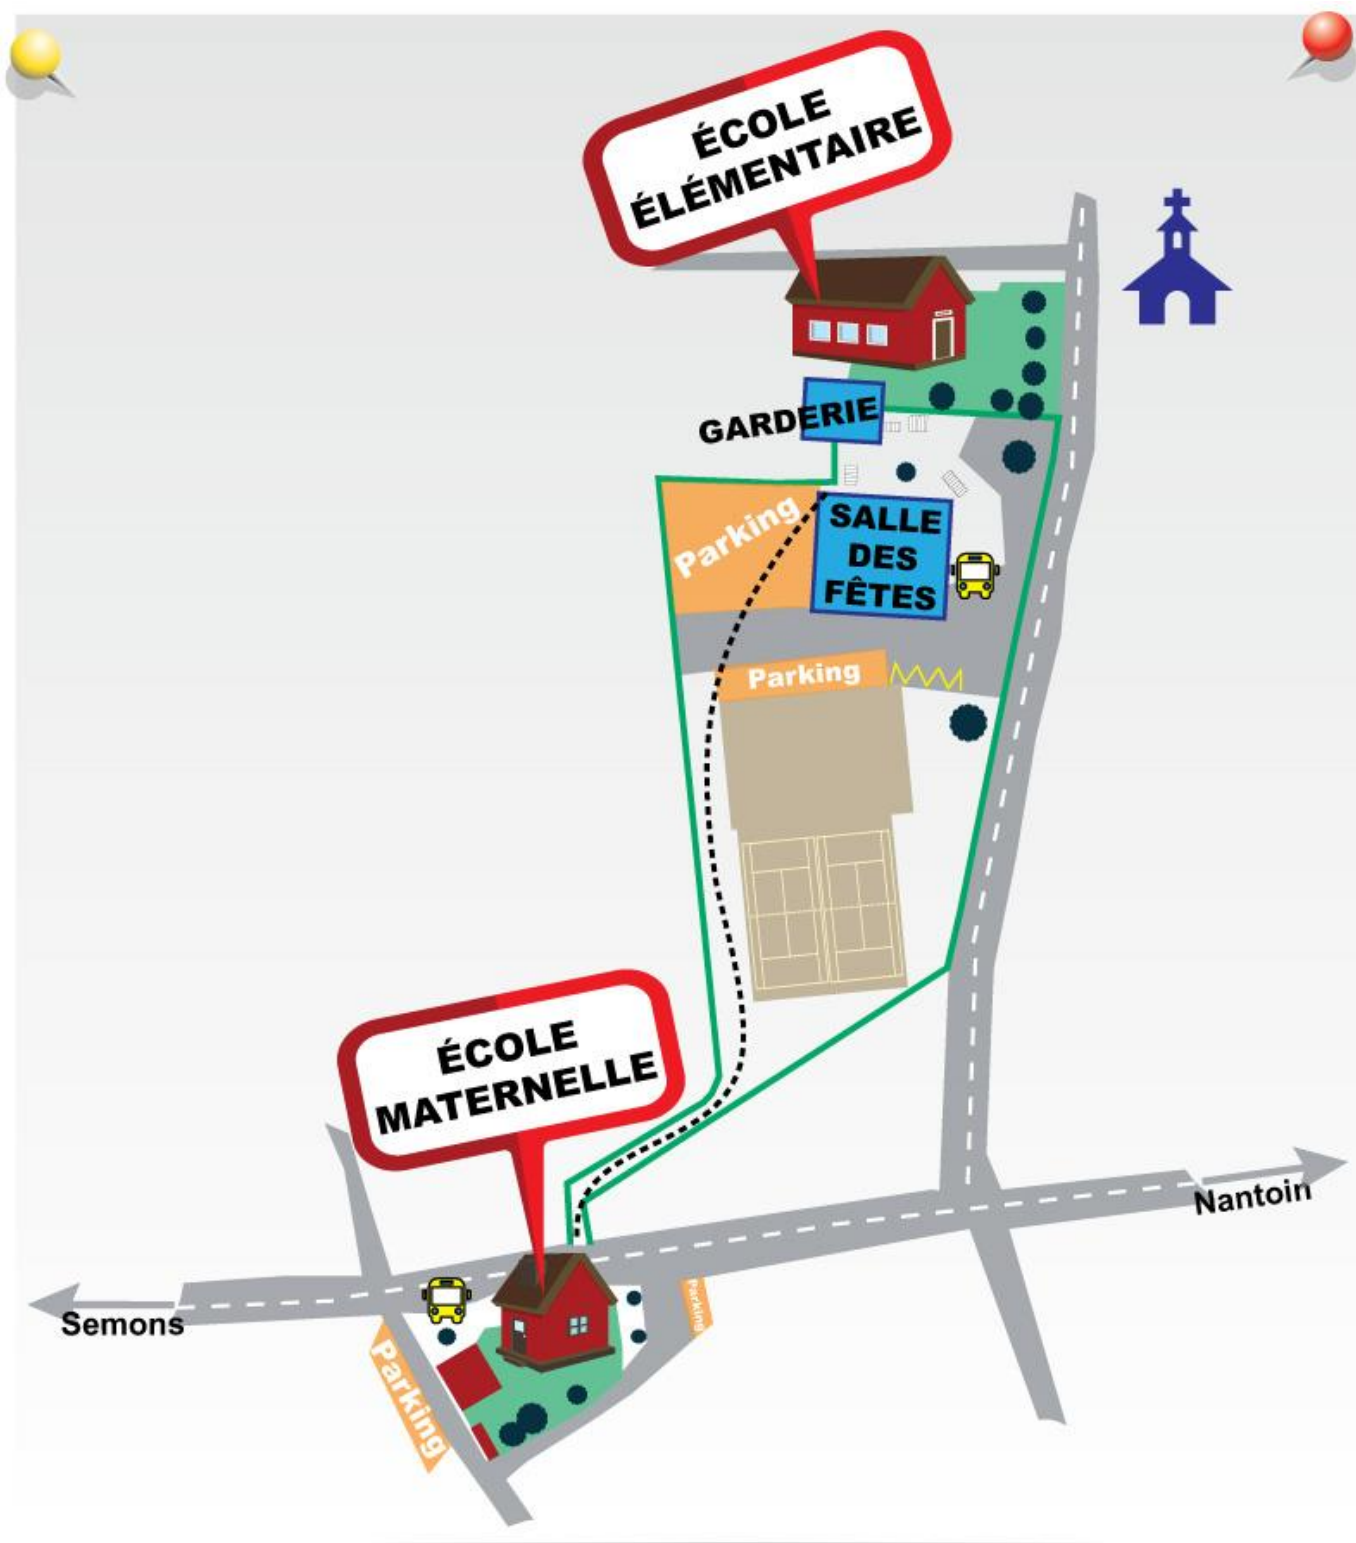 ÉCOLE
ÉLÉMENTAIRE
GARDERIE
Parking
SALLE
DES
FÊTES
Parking
ÉCOLE
MATERNELLE
Nantoin
Semons
Parking
Parking